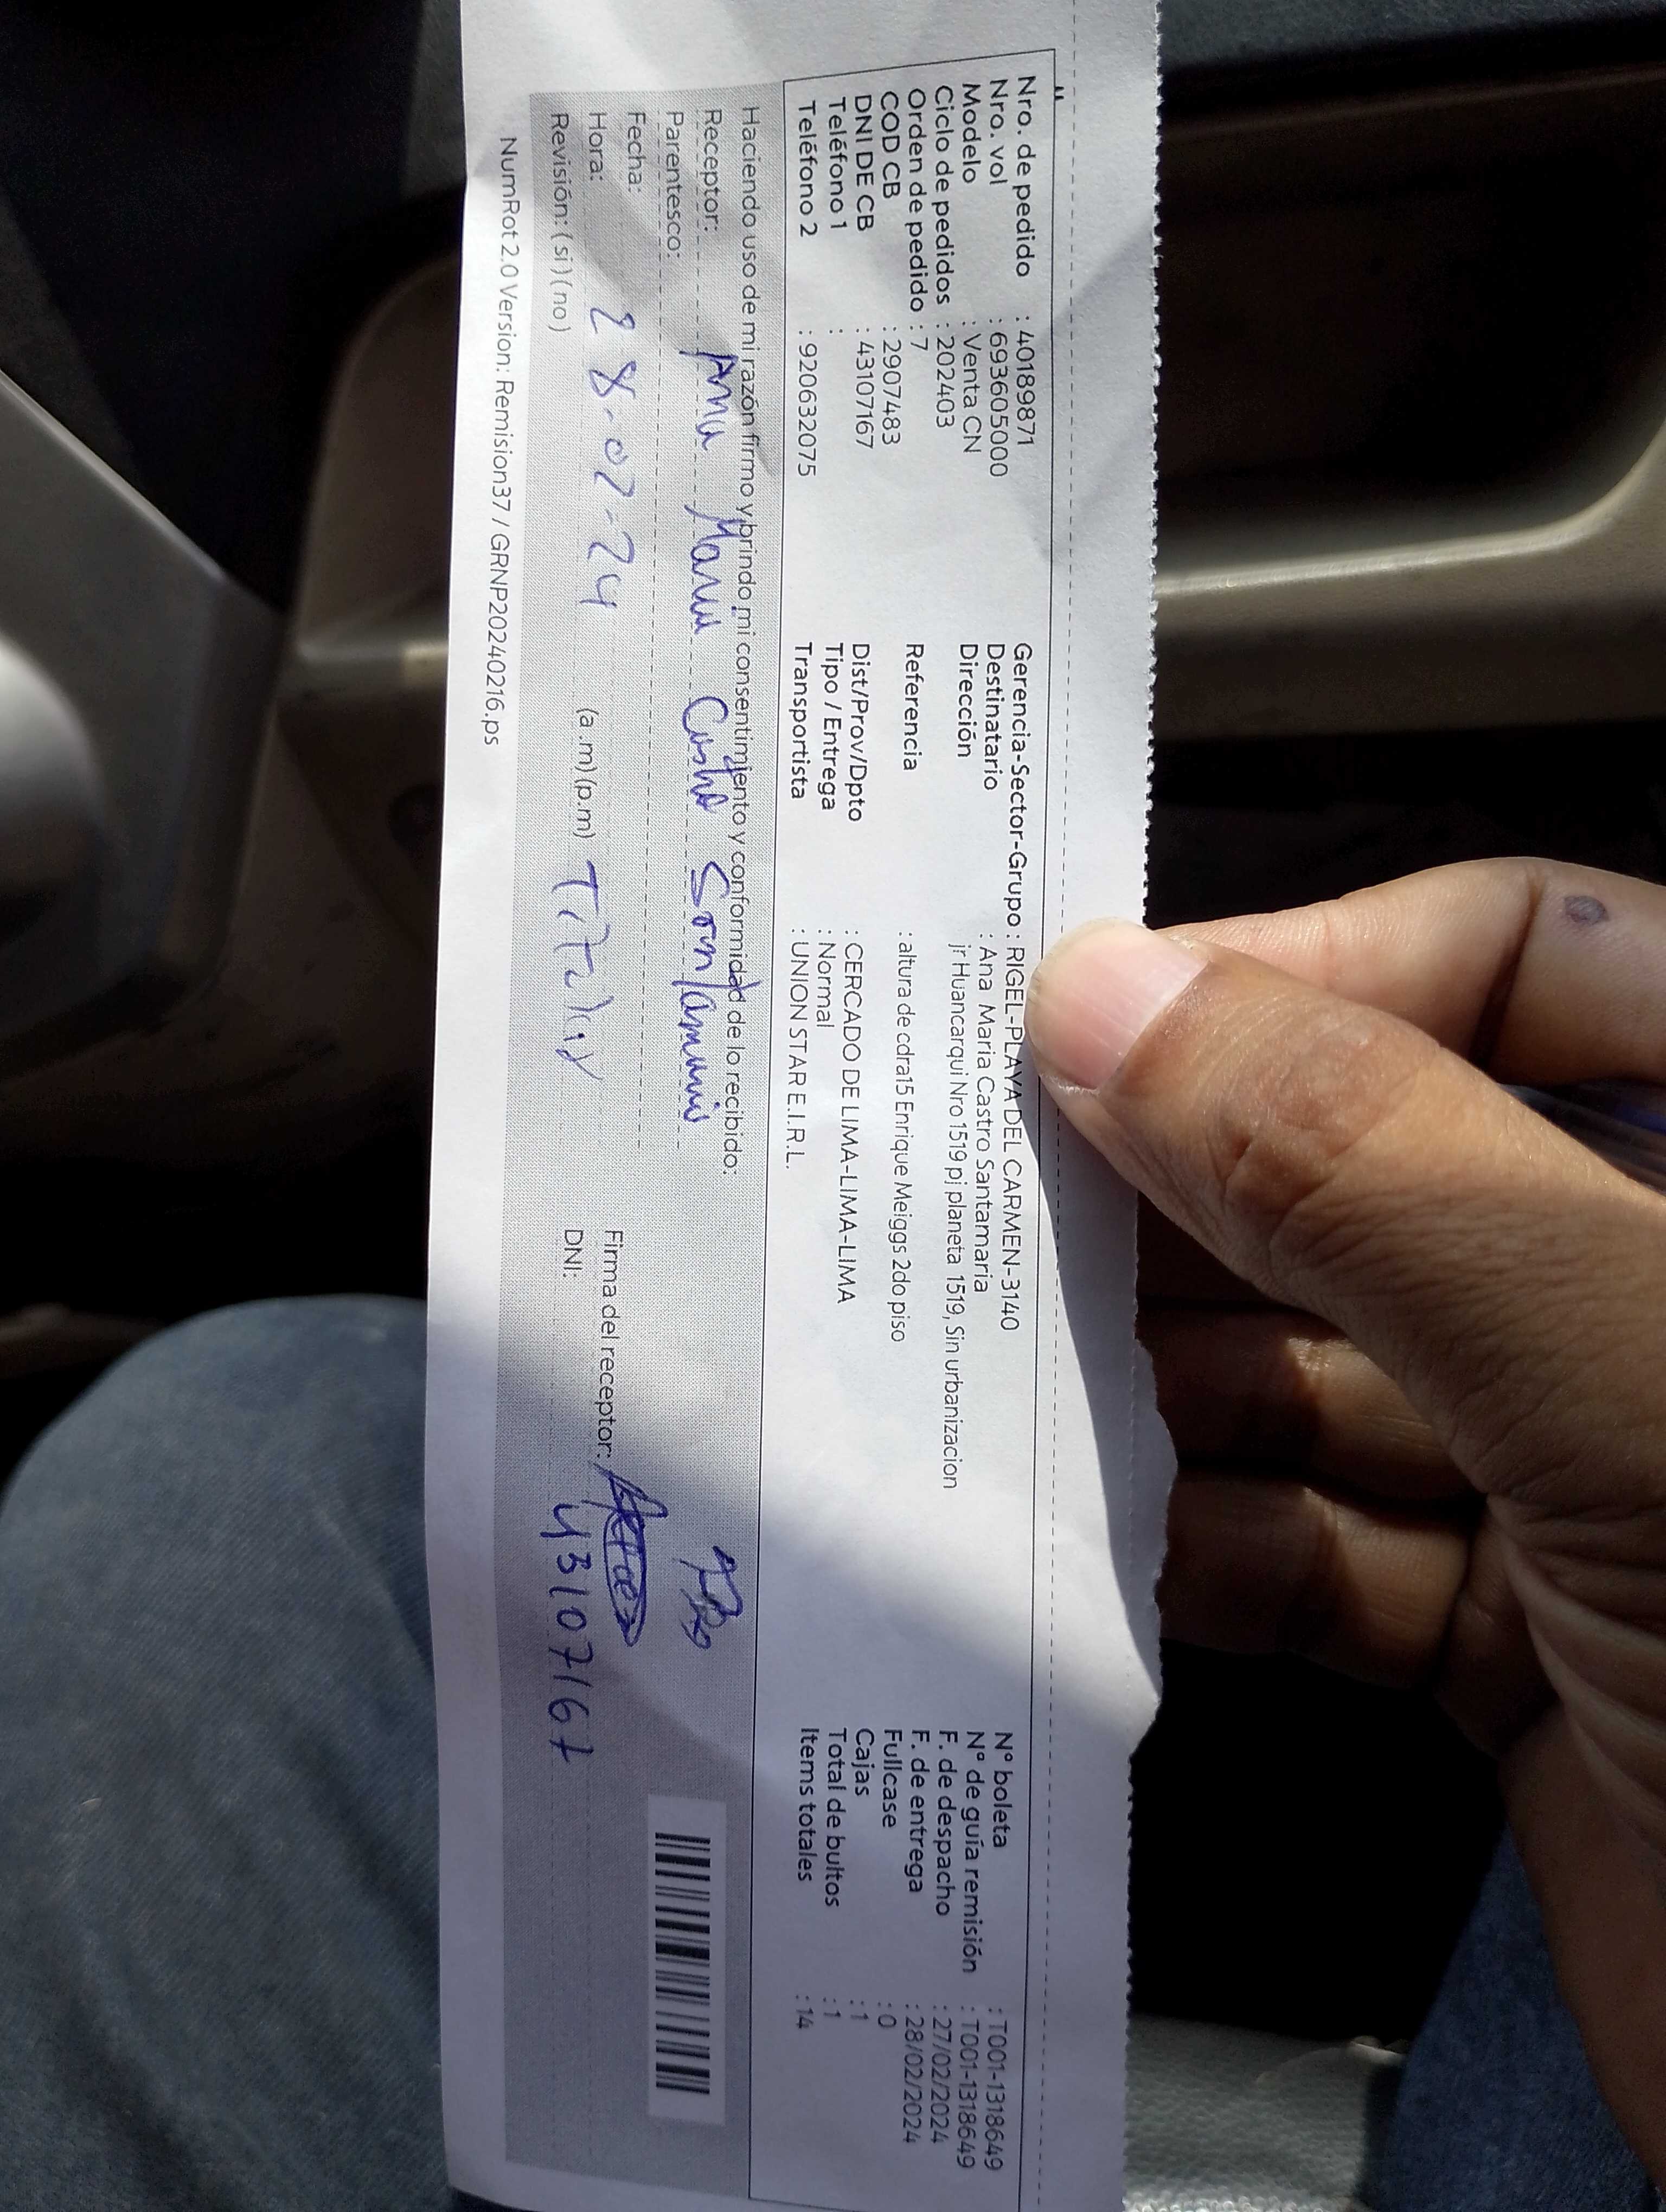 Nro. de pedido : 40189871
Nro. vol : 693605000
Modelo : Venta CN
Ciclo de pedidos : 202403
Orden de pedido : 7
COD CB : 2907483
DNI DE CB : 43107167
Teléfono 1 :
Teléfono 2 : 920632075
Gerencia-Sector-Grupo : RIGEL-PLAYA DEL CARMEN-3140
Destinatario : Ana Maria Castro Santamaria
Dirección jr Huancarqui Nro 1519 pj planeta 1519, Sin urbanizacion
Referencia : altura de cdra15 Enrique Meiggs 2do piso
Dist/Prov/Dpto : CERCADO DE LIMA-LIMA-LIMA
Tipo / Entrega : Normal
Transportista : UNION STAR E.I.R.L.
N° boleta : T001-1318649
N° de guía remisión : T001-1318649
F. de despacho : 27/02/2024
F. de entrega : 28/02/2024
Fullcase : 0
Cajas : 1
Total de bultos : 1
Items totales : 14
Haciendo uso de mi razón firmo y brindo mi consentimiento y conformidad de lo recibido:
Receptor: Ana Maria Castro Santamaria
Parentesco:
Fecha: 28-02-24
Hora: (a.m) (p.m) Titular
Revisión: ( si ) ( no )
Firma del receptor:
DNI: 43107167
NumRot 2.0 Version: Remision37 / GRNP20240216.ps